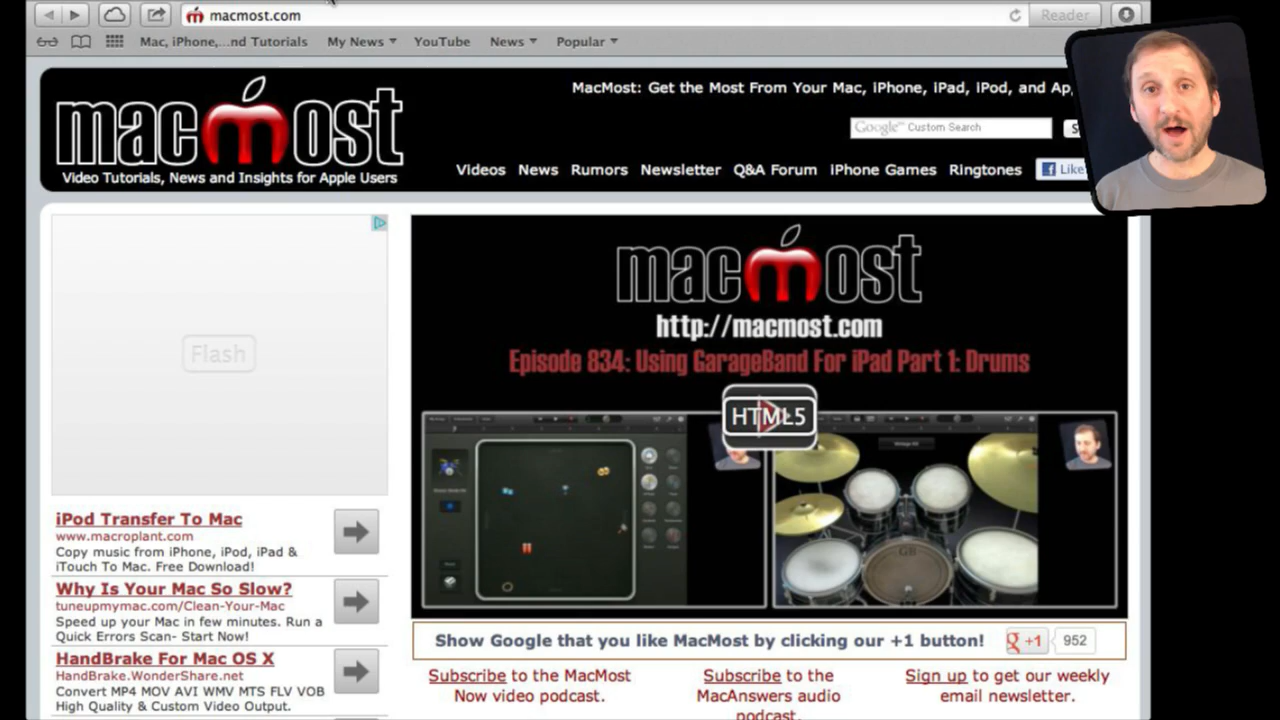 macmost.com
Reader
Mac, iPhone,...nd Tutorials
My News
YouTube
News
Popular
MacMost: Get the Most From Your Mac, iPhone, iPad, iPod, and
macmost
Video Tutorials, News and Insights for Apple Users
Google™ Custom Search
Videos
News
Rumors
Newsletter
Q&A Forum
iPhone Games
Ringtones
Like
Flash
macmost
http://macmost.com
Episode 834: Using GarageBand For iPad Part 1: Drums
HTML5
GB
iPod Transfer To Mac
www.macroplant.com
Copy music from iPhone, iPod, iPad &
iTouch To Mac. Free Download!
Why Is Your Mac So Slow?
tuneupmymac.com/Clean-Your-Mac
Speed up your Mac in few minutes. Run a
Quick Errors Scan- Start Now!
HandBrake For Mac OS X
HandBrake.WonderShare.net
Convert MP4 MOV AVI WMV MTS FLV VOB
High Quality & Custom Video Output.
Show Google that you like MacMost by clicking our +1 button!
g +1
952
Subscribe to the MacMost
Now video podcast.
Subscribe to the
MacAnswers audio
podcast.
Sign up to get our weekly
email newsletter.